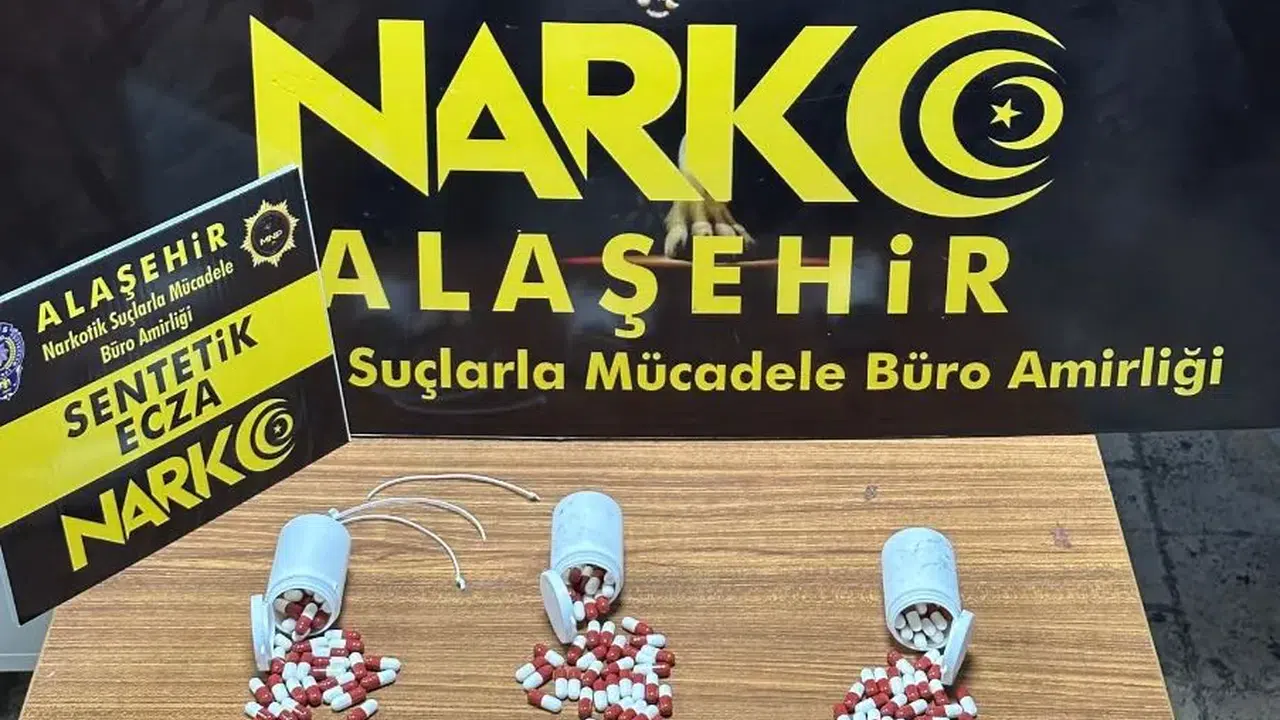 NARKO
ALAŞEHİR
Suçlarla Mücadele Büro Amirliği
ALAŞEHİR
Narkotik Suçlarla Mücadele
Büro Amirliği
SENTETİK
ECZA
NARKO